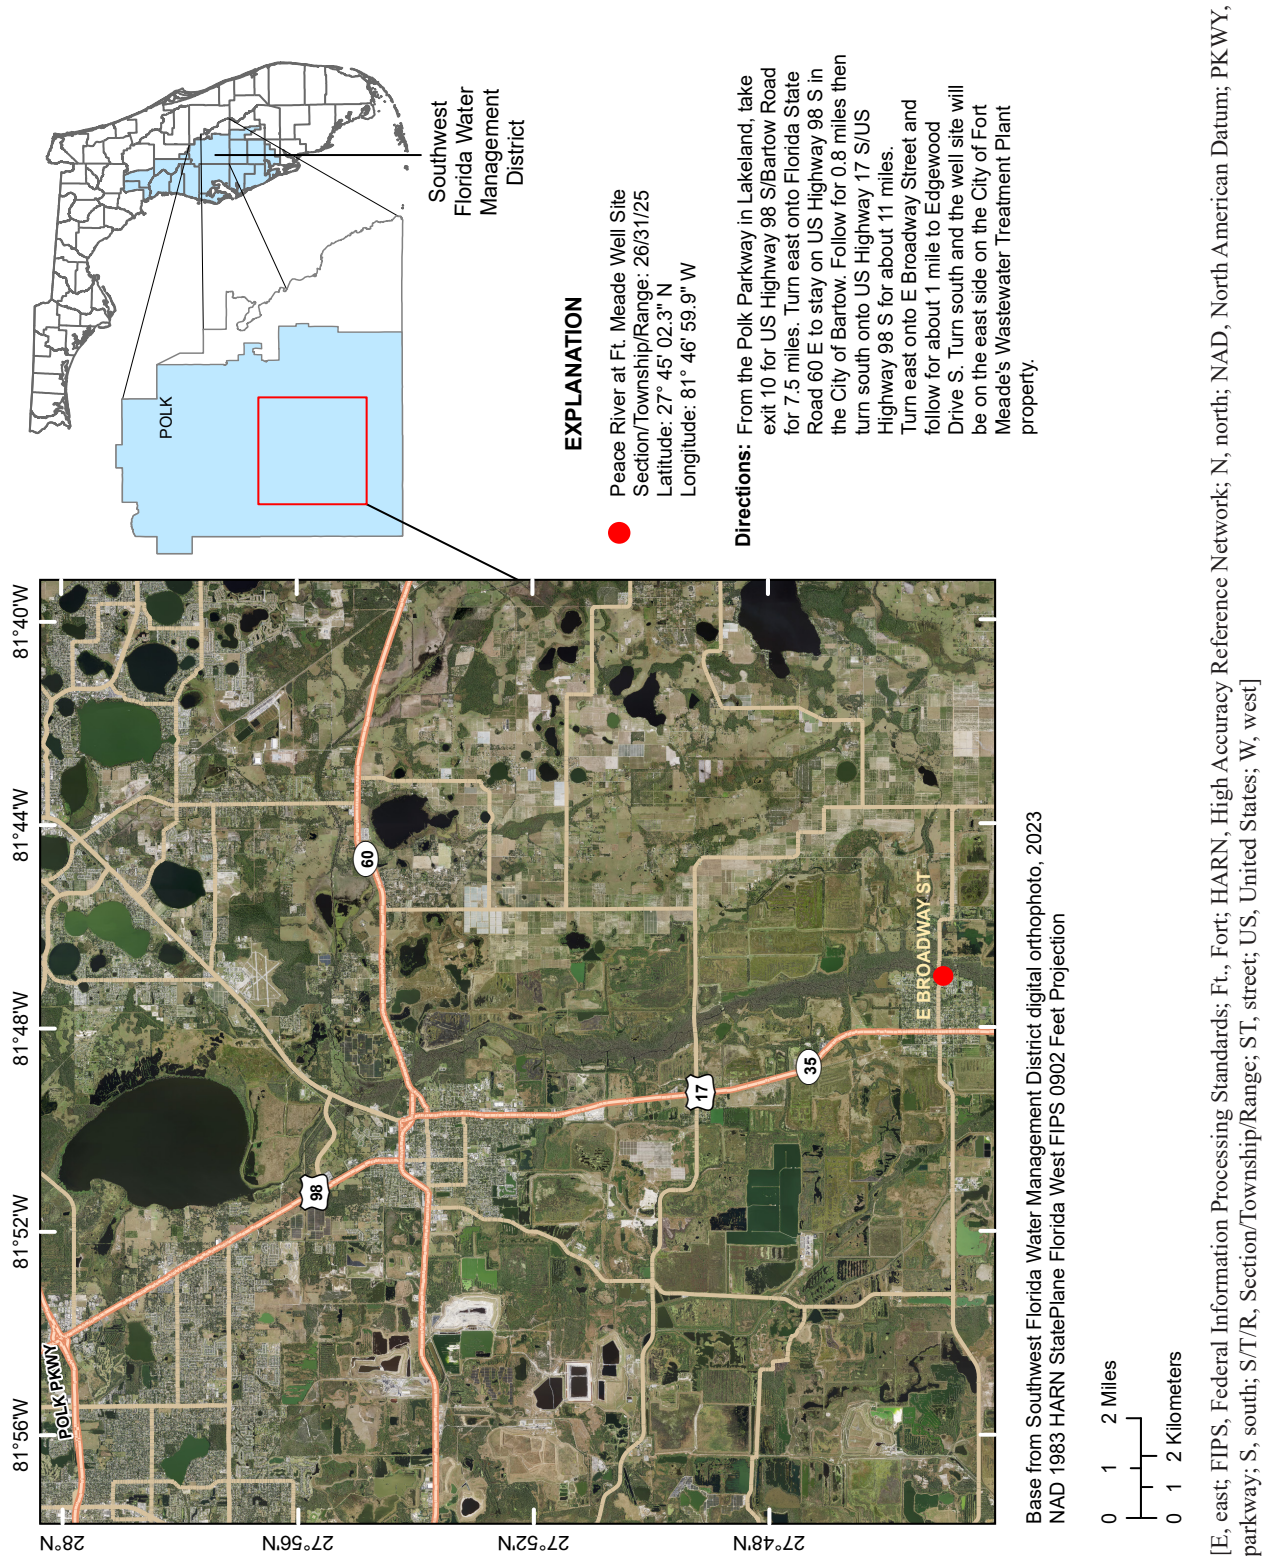 81°56'W
81°52'W
81°48'W
81°44'W
81°40'W
28°N
27°56'N
27°52'N
27°48'N
POLK PKWY
98
60
17
35
E BROADWAY ST
POLK
Southwest
Florida Water
Management
District
EXPLANATION
Peace River at Ft. Meade Well Site
Section/Township/Range: 26/31/25
Latitude: 27° 45' 02.3" N
Longitude: 81° 46' 59.9" W
Directions: From the Polk Parkway in Lakeland, take
exit 10 for US Highway 98 S/Bartow Road
for 7.5 miles. Turn east onto Florida State
Road 60 E to stay on US Highway 98 S in
the City of Bartow. Follow for 0.8 miles then
turn south onto US Highway 17 S/US
Highway 98 S for about 11 miles.
Turn east onto E Broadway Street and
follow for about 1 mile to Edgewood
Drive S. Turn south and the well site will
be on the east side on the City of Fort
Meade's Wastewater Treatment Plant
property.
Base from Southwest Florida Water Management District digital orthophoto, 2023
NAD 1983 HARN StatePlane Florida West FIPS 0902 Feet Projection
0 1 2 Miles
0 1 2 Kilometers
[E, east; FIPS, Federal Information Processing Standards; Ft., Fort; HARN, High Accuracy Reference Network; N, north; NAD, North American Datum; PKWY,
parkway; S, south; S/T/R, Section/Township/Range; ST, street; US, United States; W, west]